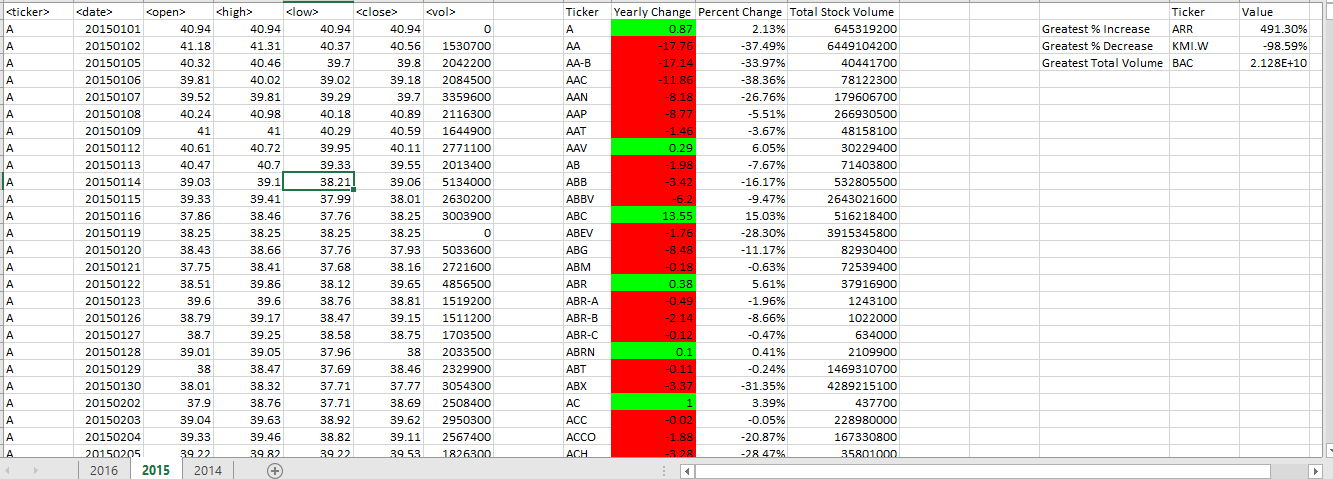 <ticker> <date> <open> <high> <low> <close> <vol> Ticker Yearly Change Percent Change Total Stock Volume Ticker Value
A 20150101 40.94 40.94 40.94 40.94 0 A 0.87 2.13% 645319200 Greatest % Increase ARR 491.30%
A 20150102 41.18 41.31 40.37 40.56 1530700 AA -17.76 -37.49% 6449104200 Greatest % Decrease KMI.W -98.59%
A 20150105 40.32 40.46 39.7 39.8 2042200 AA-B -17.14 -33.97% 40441700 Greatest Total Volume BAC 2.128E+10
A 20150106 39.81 40.02 39.02 39.18 2084500 AAC -11.86 -38.36% 78122300
A 20150107 39.52 39.81 39.29 39.7 3359600 AAN -8.18 -26.76% 179606700
A 20150108 40.24 40.98 40.18 40.89 2116300 AAP -8.77 -5.51% 266930500
A 20150109 41 41 40.29 40.59 1644900 AAT -1.46 -3.67% 48158100
A 20150112 40.61 40.72 39.95 40.11 2771100 AAV 0.29 6.05% 30229400
A 20150113 40.47 40.7 39.33 39.55 2013400 AB -1.98 -7.67% 71403800
A 20150114 39.03 39.1 38.21 39.06 5134000 ABB -3.42 -16.17% 532805500
A 20150115 39.33 39.41 37.99 38.01 2630200 ABBV -6.2 -9.47% 2643021600
A 20150116 37.86 38.46 37.76 38.25 3003900 ABC 13.55 15.03% 516218400
A 20150119 38.25 38.25 38.25 38.25 0 ABEV -1.76 -28.30% 3915345800
A 20150120 38.43 38.66 37.76 37.93 5033600 ABG -8.48 -11.17% 82930400
A 20150121 37.75 38.41 37.68 38.16 2721600 ABM -0.18 -0.63% 72539400
A 20150122 38.51 39.86 38.12 39.65 4856500 ABR 0.38 5.61% 37916900
A 20150123 39.6 39.6 38.76 38.81 1519200 ABR-A -0.49 -1.96% 1243100
A 20150126 38.79 39.17 38.47 39.15 1511200 ABR-B -2.14 -8.66% 1022000
A 20150127 38.7 39.25 38.58 38.75 1703500 ABR-C -0.12 -0.47% 634000
A 20150128 39.01 39.05 37.96 38 2033500 ABRN 0.1 0.41% 2109900
A 20150129 38 38.47 37.69 38.46 2329900 ABT -0.11 -0.24% 1469310700
A 20150130 38.01 38.32 37.71 37.77 3054300 ABX -3.37 -31.35% 4289215100
A 20150202 37.9 38.76 37.71 38.69 2508400 AC 1 3.39% 437700
A 20150203 39.04 39.63 38.92 39.62 2950300 ACC -0.02 -0.05% 228980000
A 20150204 39.33 39.46 38.82 39.11 2567400 ACCO -1.88 -20.87% 167330800
A 20150205 39.22 39.82 39.22 39.53 1826300 ACH -3.28 -28.47% 35801000
2016 2015 2014